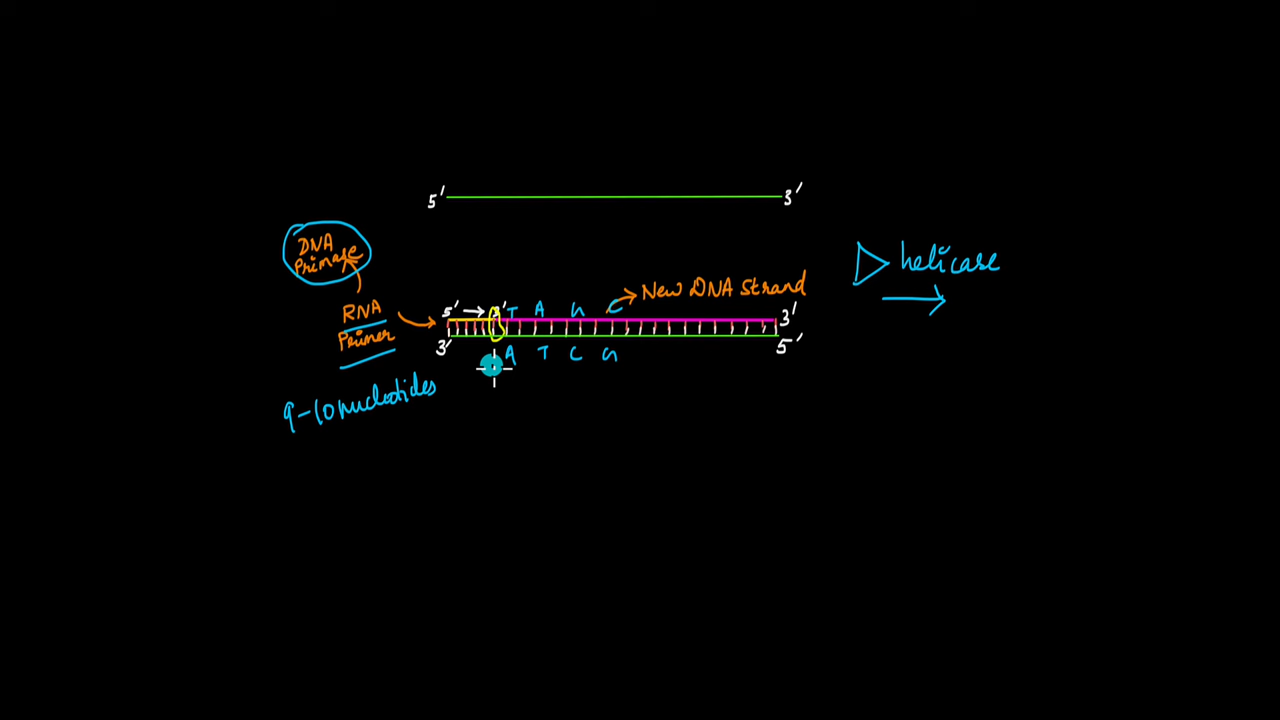 5' 3'
DNA
Primase
helicase
RNA
Primer
New DNA Strand
5' 3' T A G C 3'
3' A T C G 5'
9-10 nucleotides